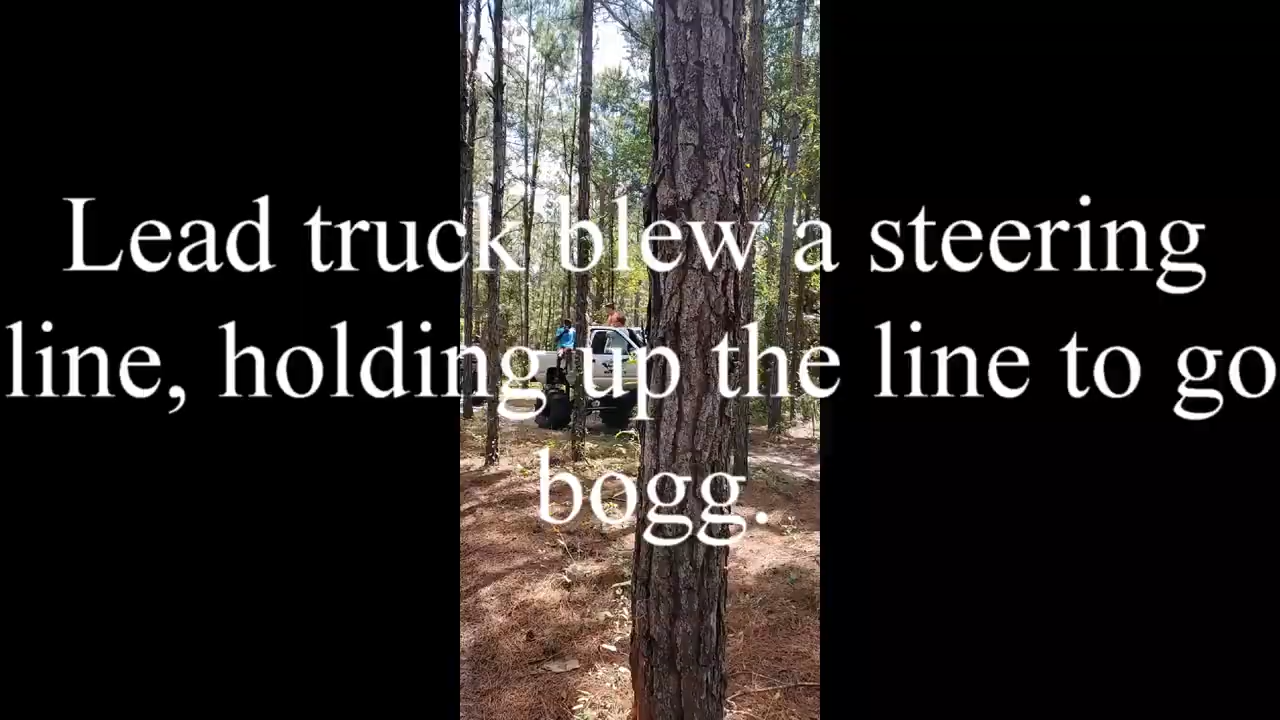 Lead truck blew a steering
line, holding up the line to go
bogg.